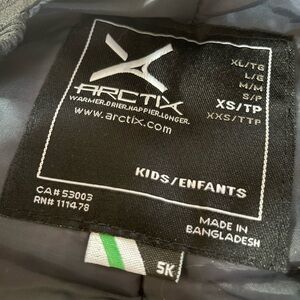 ARCTIX
WARMER.DRIER.HAPPIER.LONGER.
www.arctix.com
XL/TG
L/G
M/M
S/P
XS/TP
XXS/TTP
KIDS/ENFANTS
CA# 53003
RN# 111478
MADE IN
BANGLADESH
5K